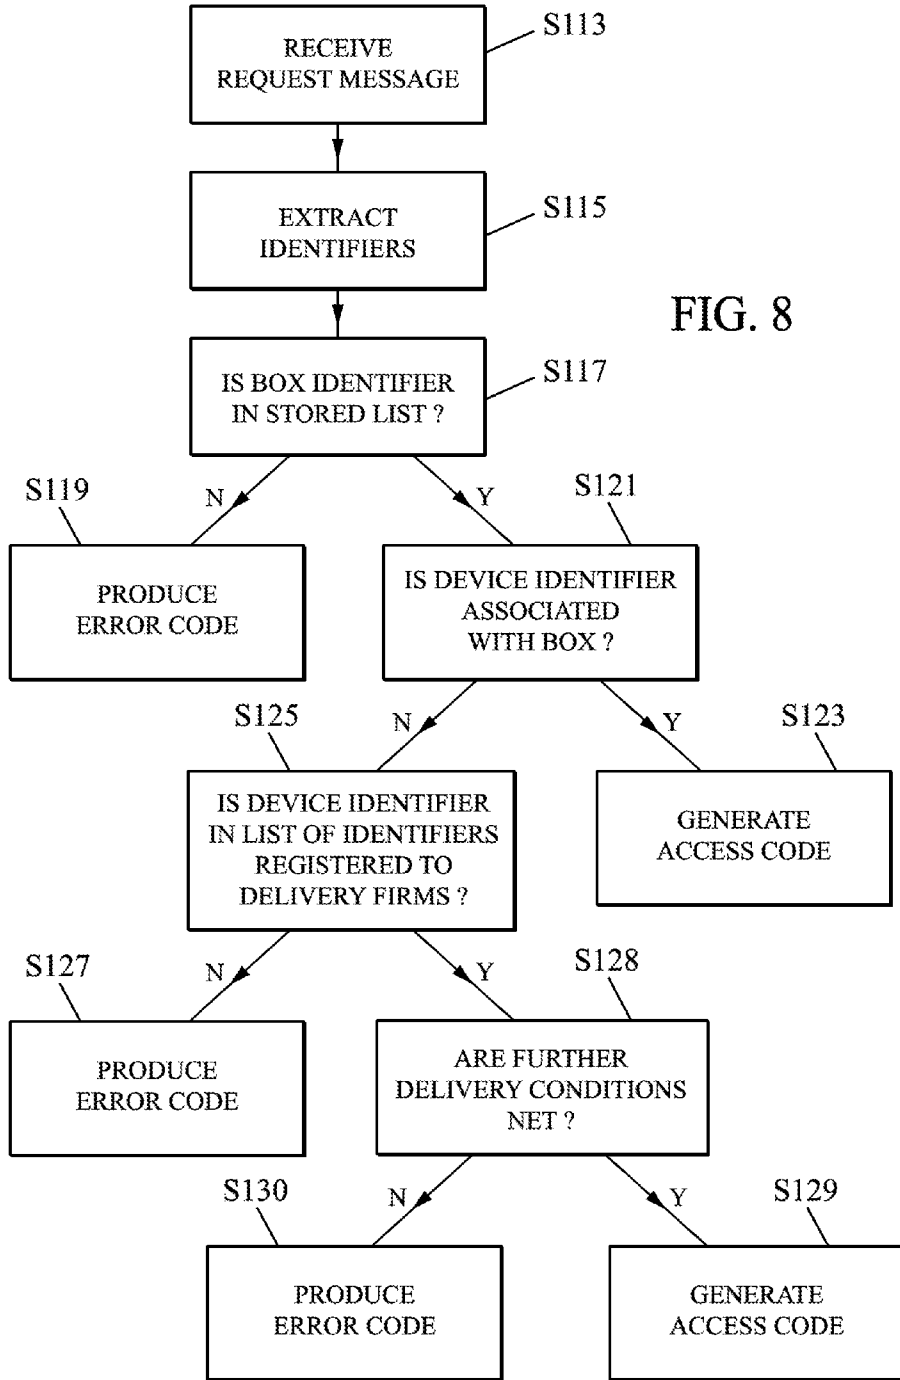 S113
RECEIVE
REQUEST MESSAGE
S115
EXTRACT
IDENTIFIERS
FIG. 8
S117
IS BOX IDENTIFIER
IN STORED LIST ?
N
Y
S119
S121
PRODUCE
ERROR CODE
IS DEVICE IDENTIFIER
ASSOCIATED
WITH BOX ?
N
Y
S125
S123
IS DEVICE IDENTIFIER
IN LIST OF IDENTIFIERS
REGISTERED TO
DELIVERY FIRMS ?
GENERATE
ACCESS CODE
N
Y
S127
S128
PRODUCE
ERROR CODE
ARE FURTHER
DELIVERY CONDITIONS
NET ?
N
Y
S130
S129
PRODUCE
ERROR CODE
GENERATE
ACCESS CODE